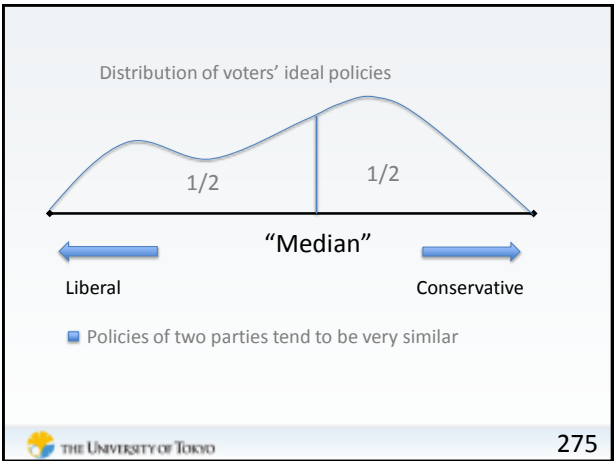 Distribution of voters’ ideal policies
1/2
1/2
“Median”
Liberal
Conservative
Policies of two parties tend to be very similar
THE UNIVERSITY OF TOKYO
275